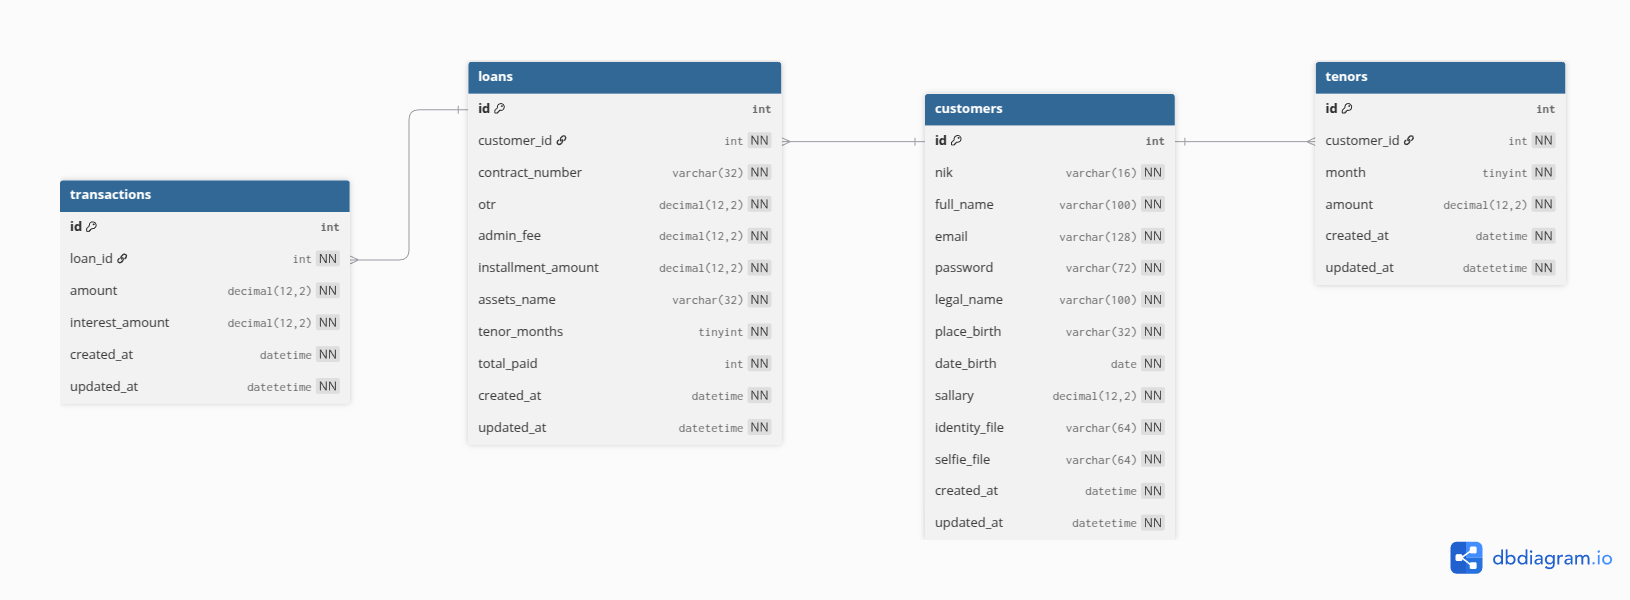 transactions
id int
loan_id int NN
amount decimal(12,2) NN
interest_amount decimal(12,2) NN
created_at datetime NN
updated_at datetetime NN
loans
id int
customer_id int NN
contract_number varchar(32) NN
otr decimal(12,2) NN
admin_fee decimal(12,2) NN
installment_amount decimal(12,2) NN
assets_name varchar(32) NN
tenor_months tinyint NN
total_paid int NN
created_at datetime NN
updated_at datetetime NN
customers
id int
nik varchar(16) NN
full_name varchar(100) NN
email varchar(128) NN
password varchar(72) NN
legal_name varchar(100) NN
place_birth varchar(32) NN
date_birth date NN
sallary decimal(12,2) NN
identity_file varchar(64) NN
selfie_file varchar(64) NN
created_at datetime NN
updated_at datetetime NN
tenors
id int
customer_id int NN
month tinyint NN
amount decimal(12,2) NN
created_at datetime NN
updated_at datetetime NN
dbdiagram.io